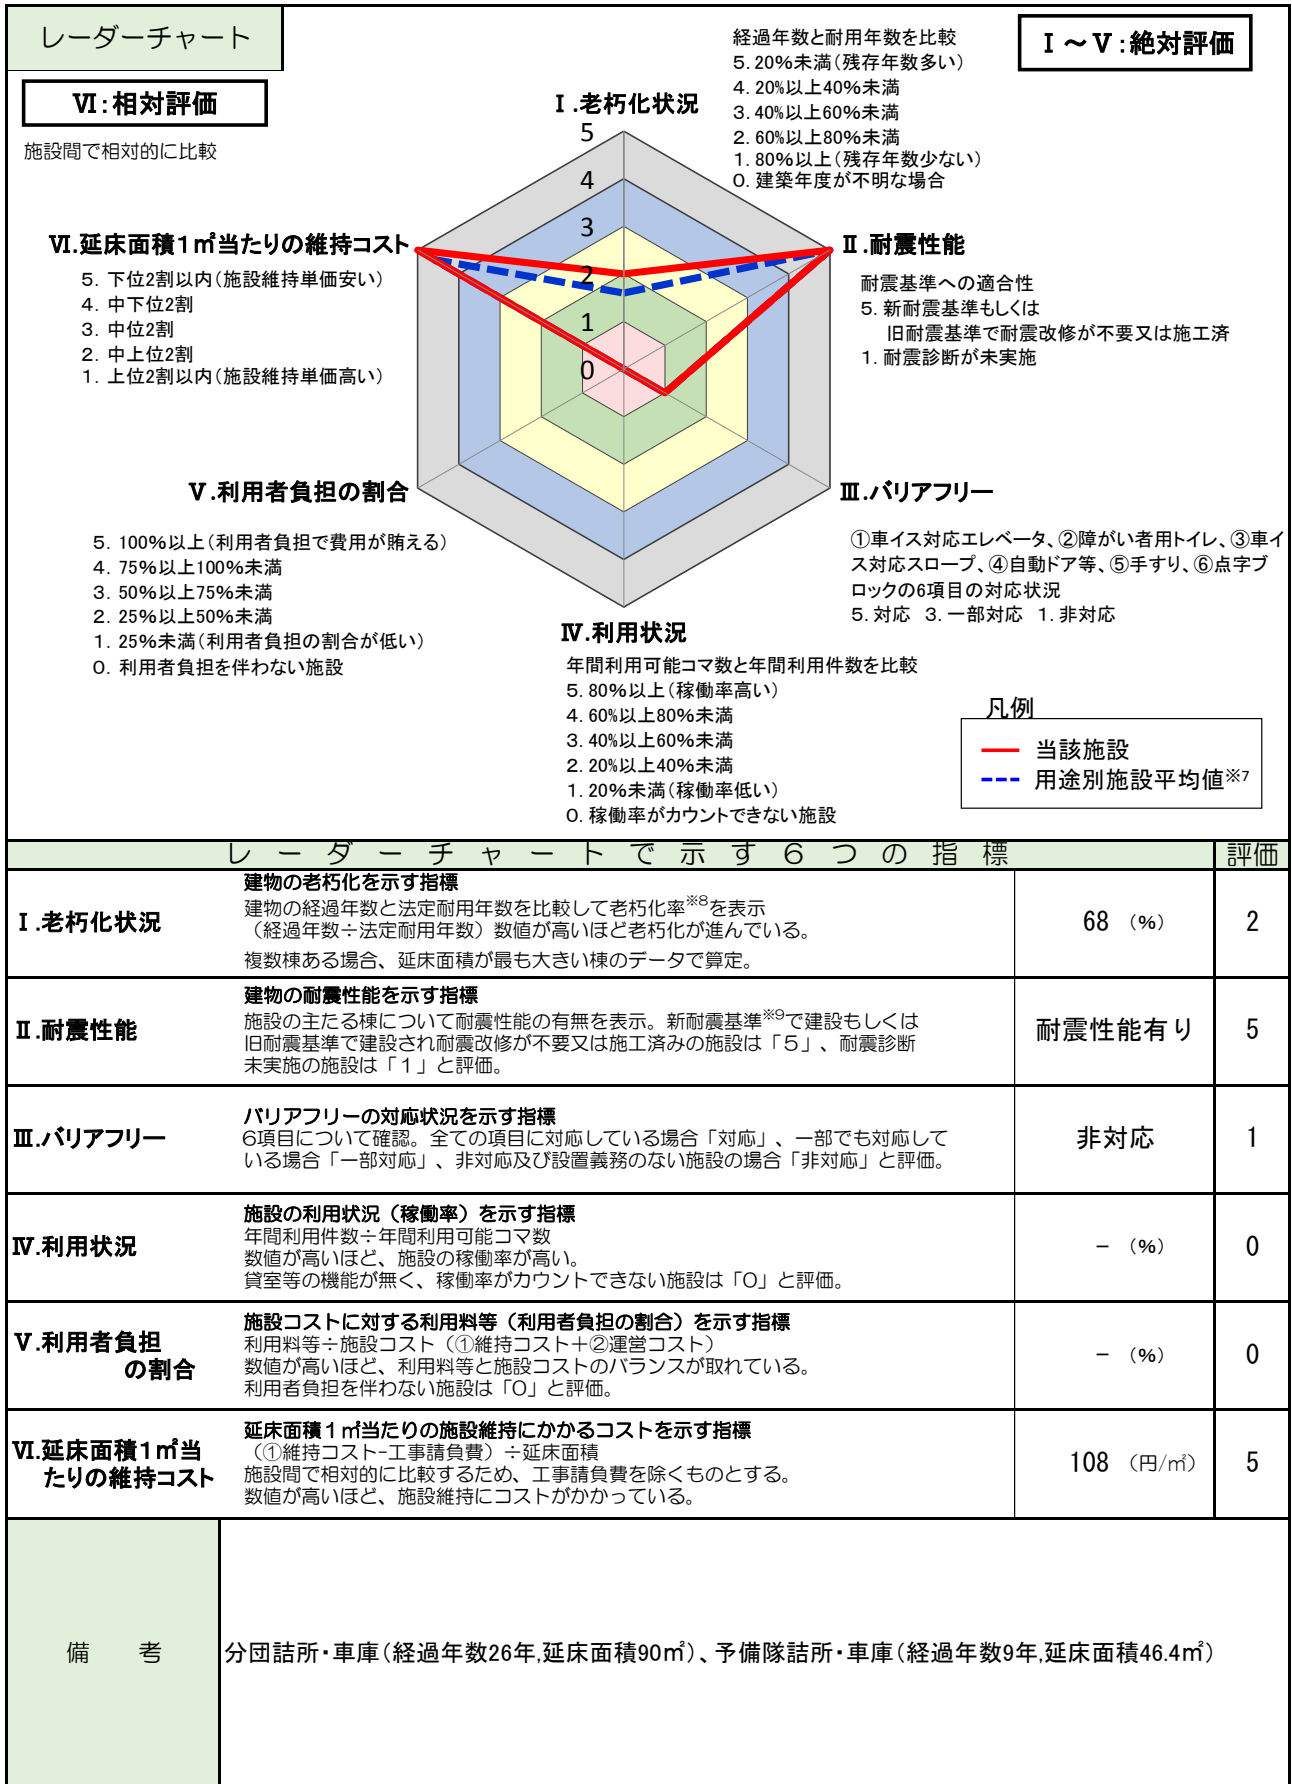 レーダーチャート
Ⅰ～Ⅴ:絶対評価
Ⅵ:相対評価
施設間で相対的に比較
Ⅰ.老朽化状況
経過年数と耐用年数を比較
5.20%未満(残存年数多い)
4.20%以上40%未満
3.40%以上60%未満
2.60%以上80%未満
1.80%以上(残存年数少ない)
0.建築年度が不明な場合
5
4
3
2
1
0
Ⅱ.耐震性能
耐震基準への適合性
5.新耐震基準もしくは
旧耐震基準で耐震改修が不要又は施工済
1.耐震診断が未実施
Ⅵ.延床面積1㎡当たりの維持コスト
5.下位2割以内(施設維持単価安い)
4.中下位2割
3.中位2割
2.中上位2割
1.上位2割以内(施設維持単価高い)
Ⅲ.バリアフリー
①車イス対応エレベータ、②障がい者用トイレ、③車イ
ス対応スロープ、④自動ドア等、⑤手すり、⑥点字ブ
ロックの6項目の対応状況
5.対応 3.一部対応 1.非対応
Ⅴ.利用者負担の割合
5.100%以上(利用者負担で費用が賄える)
4.75%以上100%未満
3.50%以上75%未満
2.25%以上50%未満
1.25%未満(利用者負担の割合が低い)
0.利用者負担を伴わない施設
Ⅳ.利用状況
年間利用可能コマ数と年間利用件数を比較
5.80%以上(稼働率高い)
4.60%以上80%未満
3.40%以上60%未満
2.20%以上40%未満
1.20%未満(稼働率低い)
0.稼働率がカウントできない施設
凡例
当該施設
用途別施設平均値※7
レーダーチャートで示す6つの指標 評価
Ⅰ.老朽化状況
建物の老朽化を示す指標
建物の経過年数と法定耐用年数を比較して老朽化率※8を表示
(経過年数÷法定耐用年数)数値が高いほど老朽化が進んでいる。
複数棟ある場合、延床面積が最も大きい棟のデータで算定。
68 (%) 2
Ⅱ.耐震性能
建物の耐震性能を示す指標
施設の主たる棟について耐震性能の有無を表示。新耐震基準※9で建設もしくは
旧耐震基準で建設され耐震改修が不要又は施工済みの施設は「5」、耐震診断
未実施の施設は「1」と評価。
耐震性能有り 5
Ⅲ.バリアフリー
バリアフリーの対応状況を示す指標
6項目について確認。全ての項目に対応している場合「対応」、一部でも対応して
いる場合「一部対応」、非対応及び設置義務のない施設の場合「非対応」と評価。
非対応 1
Ⅳ.利用状況
施設の利用状況(稼働率)を示す指標
年間利用件数÷年間利用可能コマ数
数値が高いほど、施設の稼働率が高い。
貸室等の機能が無く、稼働率がカウントできない施設は「0」と評価。
－ (%) 0
Ⅴ.利用者負担
の割合
施設コストに対する利用料等(利用者負担の割合)を示す指標
利用料等÷施設コスト(①維持コスト+②運営コスト)
数値が高いほど、利用料等と施設コストのバランスが取れている。
利用者負担を伴わない施設は「0」と評価。
－ (%) 0
Ⅵ.延床面積1㎡当
たりの維持コスト
延床面積1㎡当たりの施設維持にかかるコストを示す指標
(①維持コスト-工事請負費)÷延床面積
施設間で相対的に比較するため、工事請負費を除くものとする。
数値が高いほど、施設維持にコストがかかっている。
108 (円/㎡) 5
備考
分団詰所・車庫(経過年数26年,延床面積90㎡)、予備隊詰所・車庫(経過年数9年,延床面積46.4㎡)